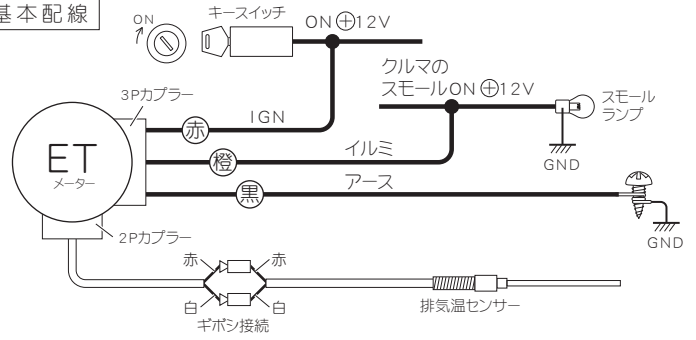 基本配線
ON
キースイッチ
ON⊕12V
クルマの
スモールON⊕12V
スモール
ランプ
GND
3Pカプラー
赤
IGN
ET
メーター
橙
イルミ
黒
アース
GND
2Pカプラー
赤
赤
白
白
ギボシ接続
排気温センサー